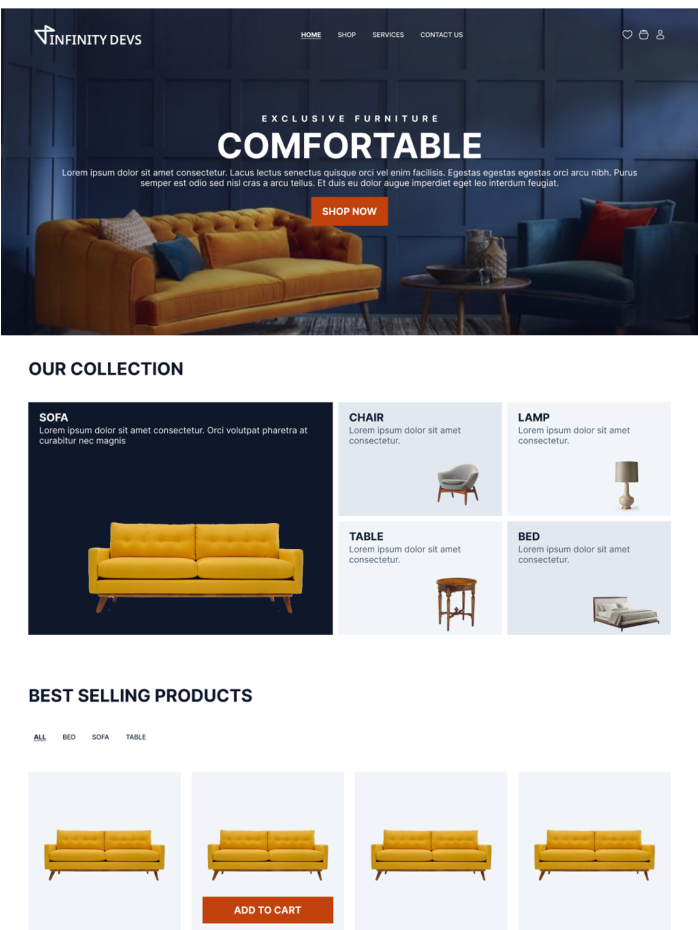 INFINITY DEVS
HOME SHOP SERVICES CONTACT US
EXCLUSIVE FURNITURE
COMFORTABLE
Lorem ipsum dolor sit amet consectetur. Lacus lectus senectus quisque orci vel enim facilisis. Egestas egestas egestas orci arcu nibh. Purus
semper est odio sed nisl cras a arcu tellus. Et duis eu dolor augue imperdiet eget leo interdum feugiat.
SHOP NOW
OUR COLLECTION
SOFA
Lorem ipsum dolor sit amet consectetur. Orci volutpat pharetra at
curabitur nec magnis
CHAIR
Lorem ipsum dolor sit amet
consectetur.
LAMP
Lorem ipsum dolor sit amet
consectetur.
TABLE
Lorem ipsum dolor sit amet
consectetur.
BED
Lorem ipsum dolor sit amet
consectetur.
BEST SELLING PRODUCTS
ALL BED SOFA TABLE
ADD TO CART